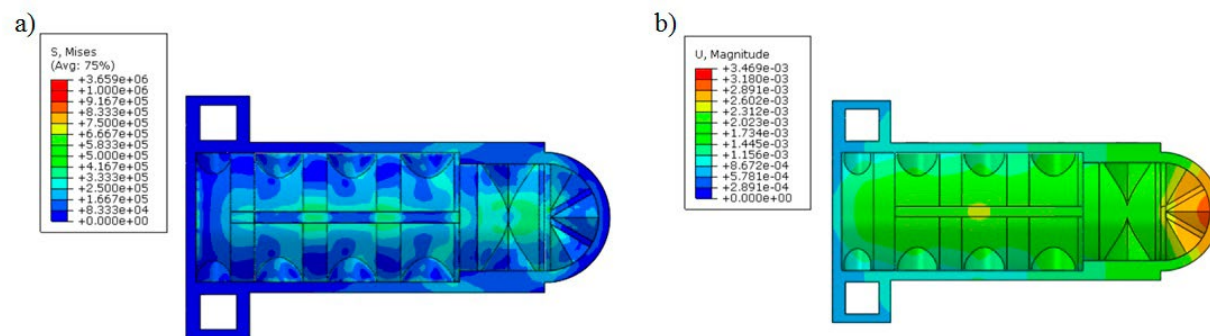 a)
S, Mises
(Avg: 75%)
+3.659e+06
+1.000e+06
+9.167e+05
+8.333e+05
+7.500e+05
+6.667e+05
+5.833e+05
+5.000e+05
+4.167e+05
+3.333e+05
+2.500e+05
+1.667e+05
+8.333e+04
+0.000e+00
b)
U, Magnitude
+3.469e-03
+3.180e-03
+2.891e-03
+2.602e-03
+2.312e-03
+2.023e-03
+1.734e-03
+1.445e-03
+1.156e-03
+8.672e-04
+5.781e-04
+2.891e-04
+0.000e+00